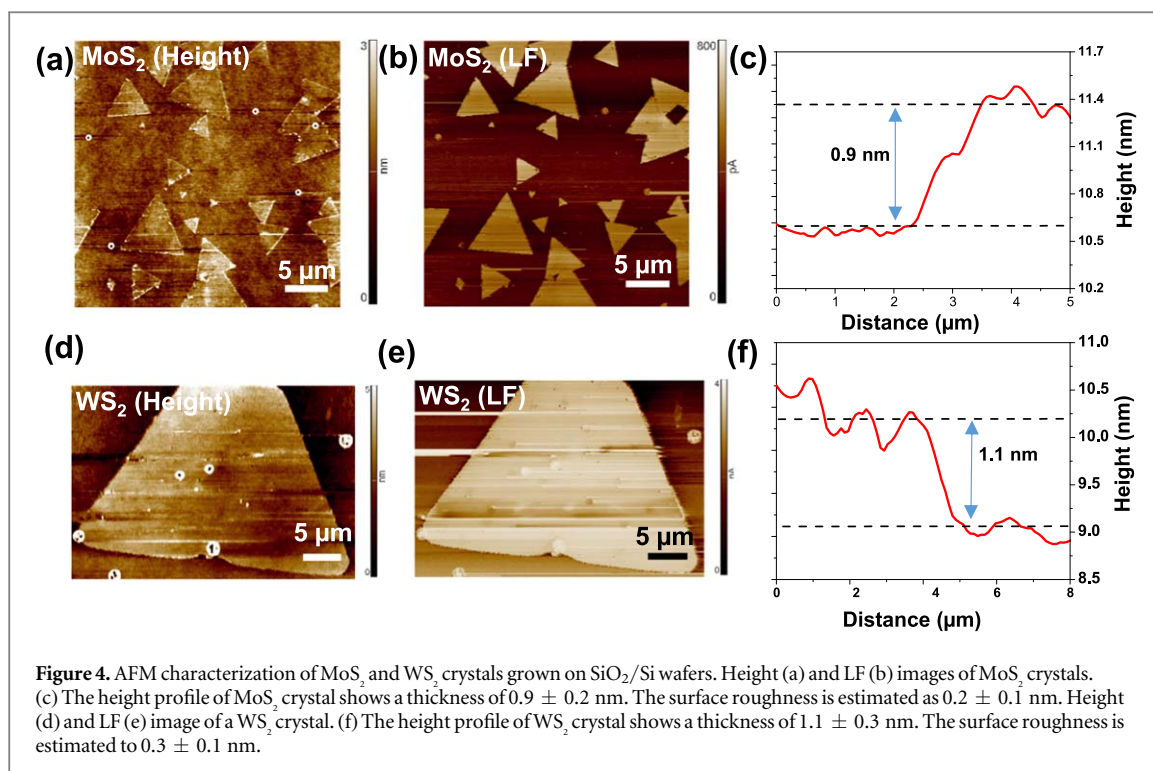 (a) MoS₂ (Height)
3
nm
0
5 µm
(b) MoS₂ (LF)
800
pA
0
5 µm
(c)
11.7
11.4
11.1
10.8
10.5
10.2
Height (nm)
0.9 nm
0 1 2 3 4 5
Distance (µm)
(d)
WS₂ (Height)
5
nm
0
5 µm
(e)
WS₂ (LF)
4
nA
0
5 µm
(f)
11.0
10.5
10.0
9.5
9.0
8.5
Height (nm)
1.1 nm
0 2 4 6 8
Distance (µm)
Figure 4. AFM characterization of MoS₂ and WS₂ crystals grown on SiO₂/Si wafers. Height (a) and LF (b) images of MoS₂ crystals.
(c) The height profile of MoS₂ crystal shows a thickness of 0.9 ± 0.2 nm. The surface roughness is estimated as 0.2 ± 0.1 nm. Height
(d) and LF (e) image of a WS₂ crystal. (f) The height profile of WS₂ crystal shows a thickness of 1.1 ± 0.3 nm. The surface roughness is
estimated to 0.3 ± 0.1 nm.